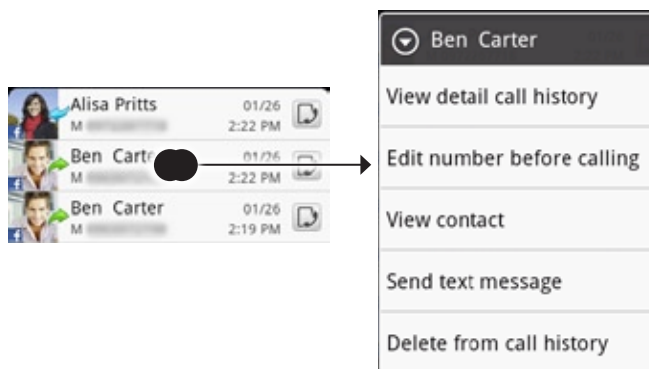 Alisa Pritts 01/26
M 2:22 PM
Ben Carte 01/26
M 2:22 PM
Ben Carter 01/26
M 2:19 PM
Ben Carter
View detail call history
Edit number before calling
View contact
Send text message
Delete from call history